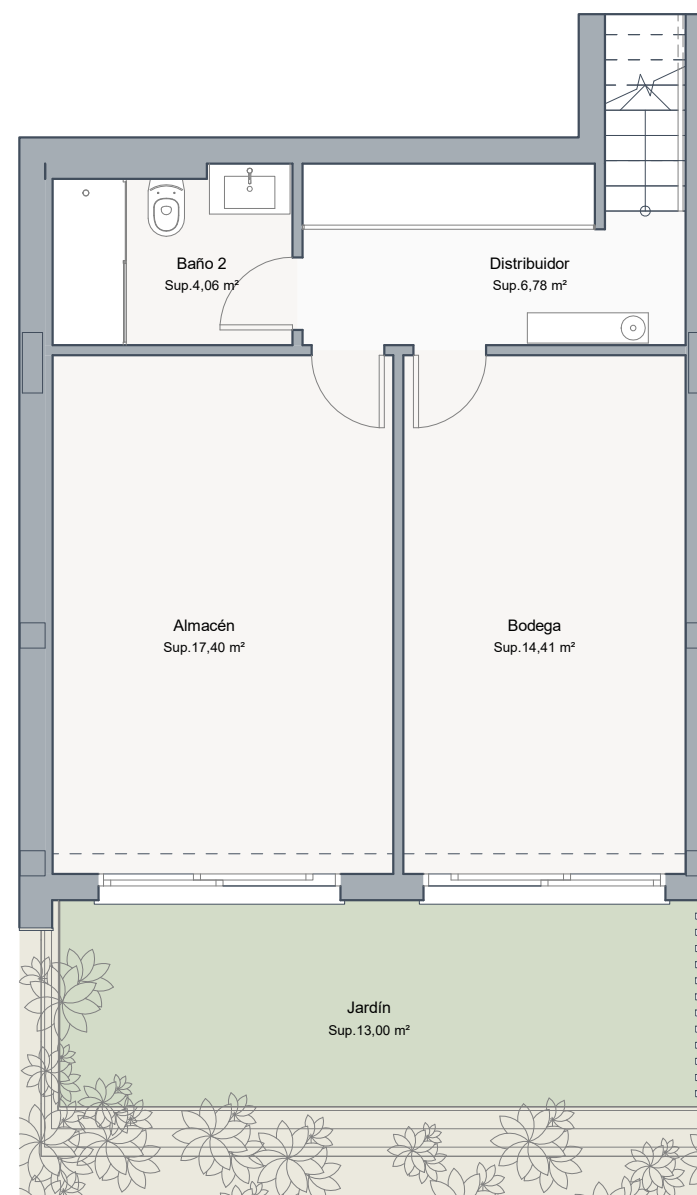 Baño 2
Sup.4,06 m²
Distribuidor
Sup.6,78 m²
Almacén
Sup.17,40 m²
Bodega
Sup.14,41 m²
Jardín
Sup.13,00 m²